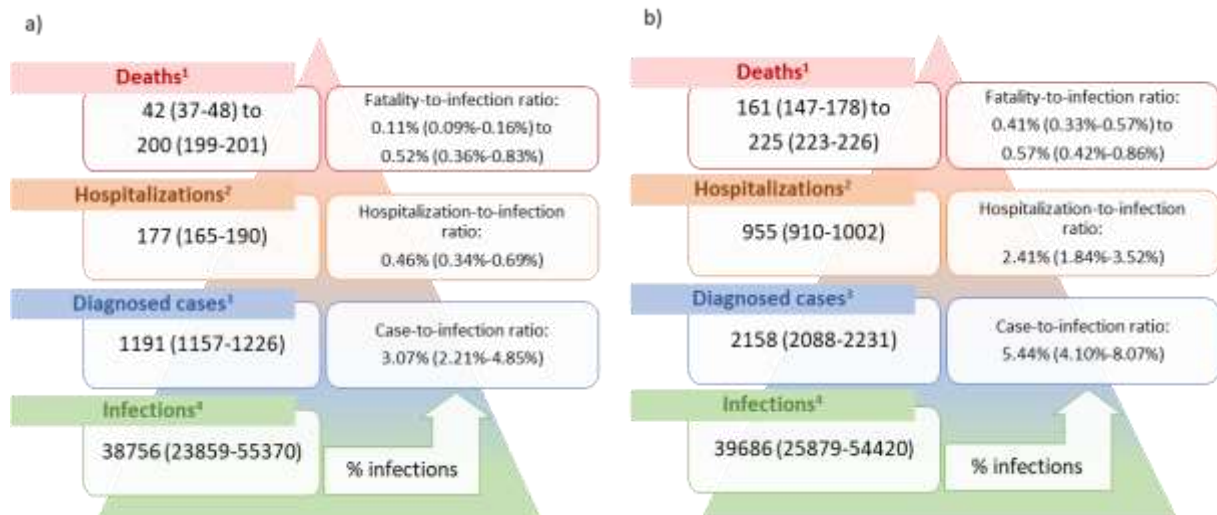 a)
Deaths¹
42 (37-48) to
200 (199-201)
Fatality-to-infection ratio:
0.11% (0.09%-0.16%) to
0.52% (0.36%-0.83%)
Hospitalizations²
177 (165-190)
Hospitalization-to-infection
ratio:
0.46% (0.34%-0.69%)
Diagnosed cases³
1191 (1157-1226)
Case-to-infection ratio:
3.07% (2.21%-4.85%)
Infections⁴
38756 (23859-55370)
% infections
b)
Deaths¹
161 (147-178) to
225 (223-226)
Fatality-to-infection ratio:
0.41% (0.33%-0.57%) to
0.57% (0.42%-0.86%)
Hospitalizations²
955 (910-1002)
Hospitalization-to-infection
ratio:
2.41% (1.84%-3.52%)
Diagnosed cases³
2158 (2088-2231)
Case-to-infection ratio:
5.44% (4.10%-8.07%)
Infections⁴
39686 (25879-54420)
% infections